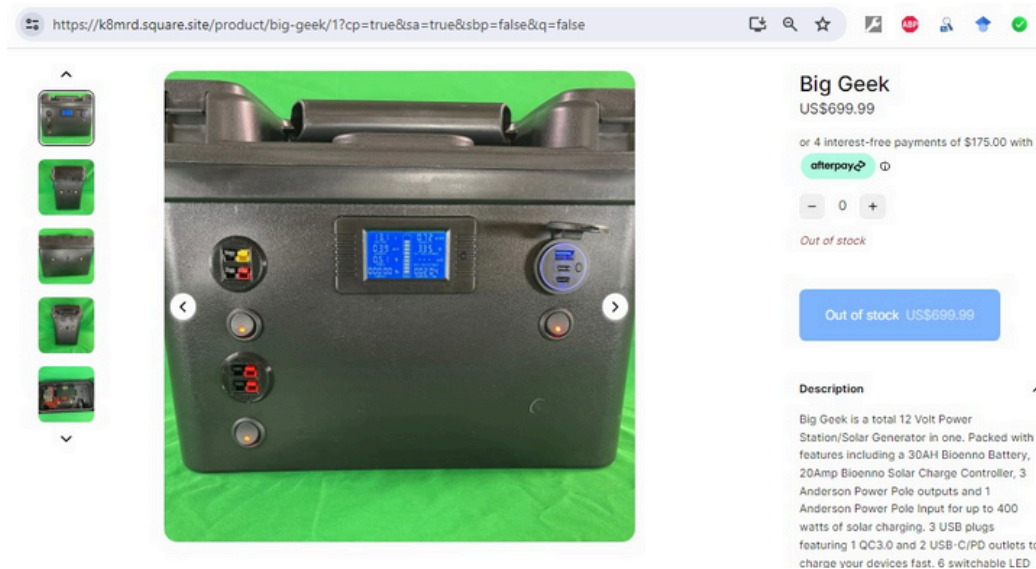 https://k8mrd.square.site/product/big-geek/1?cp=true&sa=true&sbp=false&q=false
ABP
Big Geek
US$699.99
or 4 interest-free payments of $175.00 with
afterpay
- 0 +
Out of stock
Out of stock US$699.99
Description
Big Geek is a total 12 Volt Power
Station/Solar Generator in one. Packed with
features including a 30AH Bioenno Battery,
20Amp Bioenno Solar Charge Controller, 3
Anderson Power Pole outputs and 1
Anderson Power Pole Input for up to 400
watts of solar charging. 3 USB plugs
featuring 1 QC3.0 and 2 USB-C/PD outlets to
charge your devices fast. 6 switchable LED